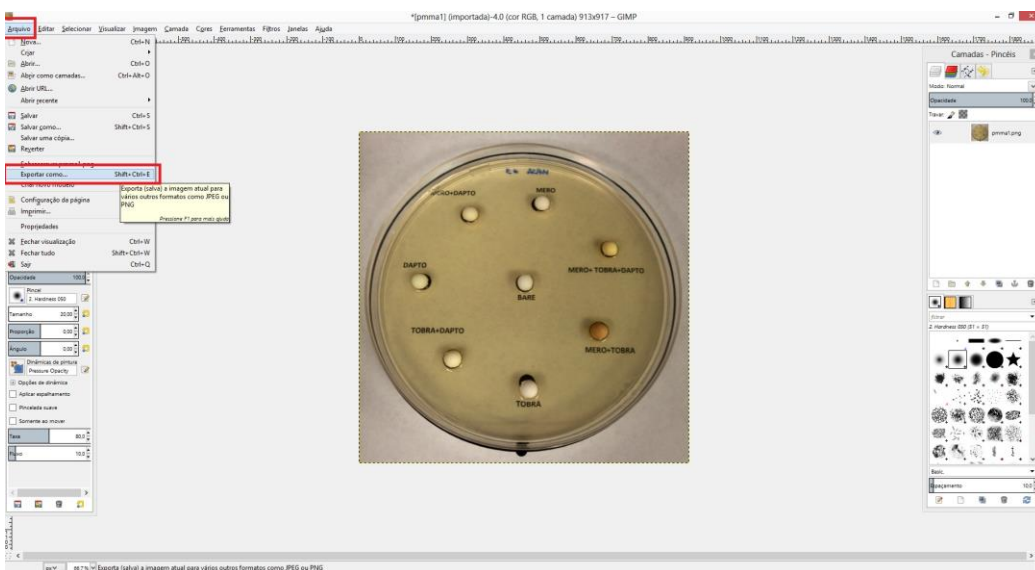 *[pmma1] (importada)-4.0 (cor RGB, 1 camada) 913x917 – GIMP
Arquivo Editar Selecionar Visualizar Imagem Camada Cores Ferramentas Filtros Janelas Ajuda
Nova... Ctrl+N
Criar
Abrir... Ctrl+O
Abrir como camadas... Ctrl+Alt+O
Abrir URL...
Abrir recente
Salvar Ctrl+S
Salvar como... Shift+Ctrl+S
Salvar uma cópia...
Reverter
Exportar como... Shift+Ctrl+E
Criar novo modelo
Exporta (salva) a imagem atual para
vários outros formatos como JPEG ou
PNG
Pressione F1 para mais ajuda
Configuração da página
Imprimir...
Propriedades
Fechar visualização Ctrl+W
Fechar tudo Shift+Ctrl+W
Sair Ctrl+Q
Opacidade 100,0
Pincel
2. Hardness 050
Tamanho 20,00
Proporção 0,00
Ângulo 0,00
Dinâmicas de pintura
Pressure Opacity
Opções de dinâmica
Aplicar espalhamento
Pincelada suave
Somente ao mover
Taxa 80,0
Fluxo 10,0
MERO
DAPTO
MERO+ TOBRA+DAPTO
BARE
TOBRA+DAPTO
MERO+TOBRA
TOBRA
Camadas - Pincéis
Modo: Normal
Opacidade 100,0
Travar:
pmma1.png
filtrar
2. Hardness 050 (51 × 51)
Basic,
Espaçamento 10,0
px 66,7% Exporta (salva) a imagem atual para vários outros formatos como JPEG ou PNG